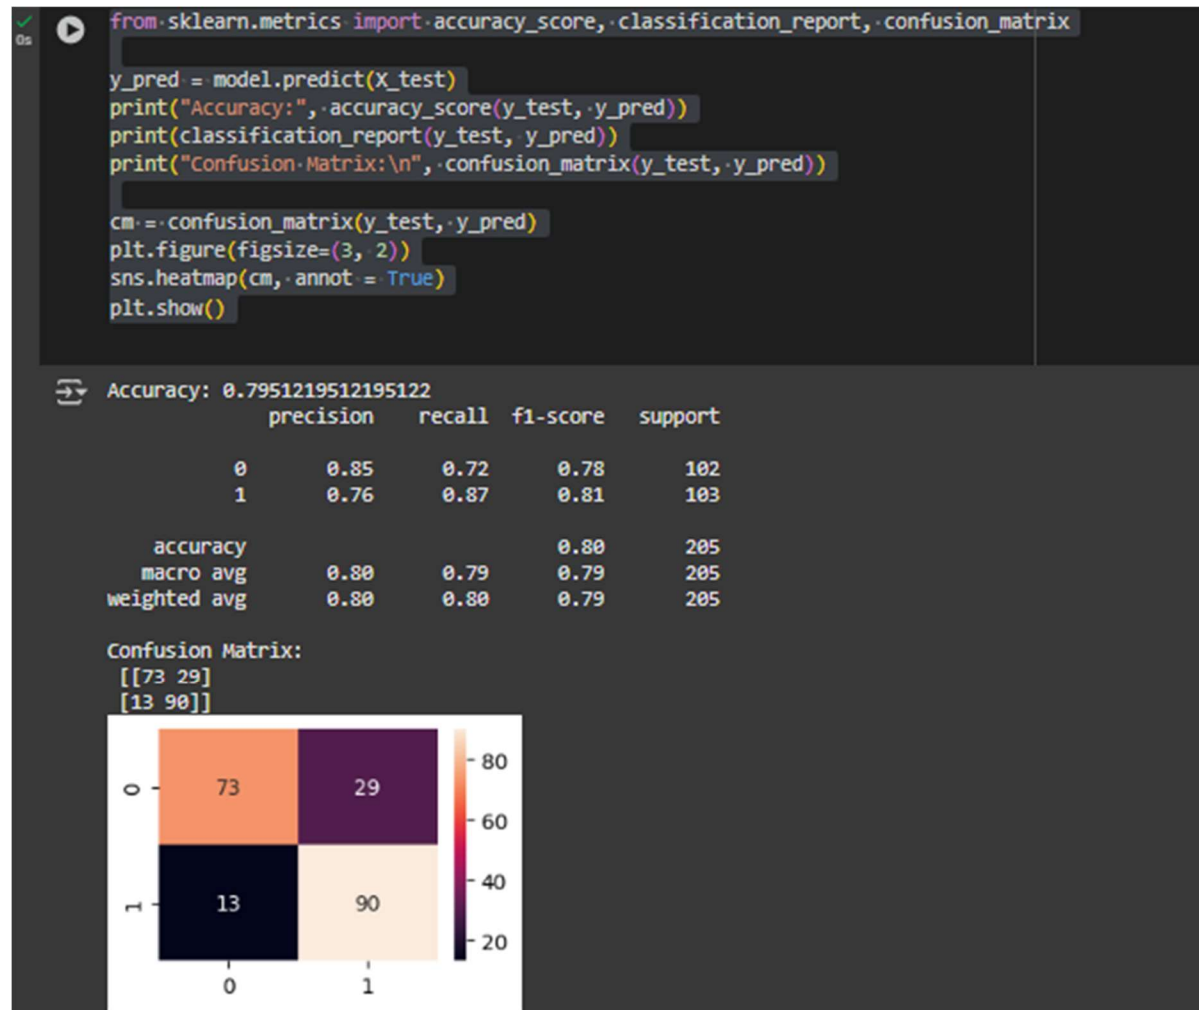 from sklearn.metrics import accuracy_score, classification_report, confusion_matrix
0s
y_pred = model.predict(X_test)
print("Accuracy:", accuracy_score(y_test, y_pred))
print(classification_report(y_test, y_pred))
print("Confusion Matrix:\n", confusion_matrix(y_test, y_pred))
cm = confusion_matrix(y_test, y_pred)
plt.figure(figsize=(3, 2))
sns.heatmap(cm, annot = True)
plt.show()
Accuracy: 0.7951219512195122
precision recall f1-score support
0 0.85 0.72 0.78 102
1 0.76 0.87 0.81 103
accuracy 0.80 205
macro avg 0.80 0.79 0.79 205
weighted avg 0.80 0.80 0.79 205
Confusion Matrix:
[[73 29]
[13 90]]
80
0 73 29
60
40
1 13 90
20
0 1